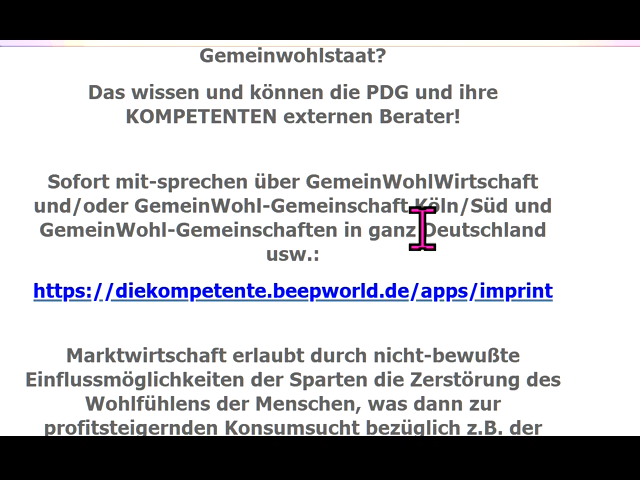 Gemeinwohlstaat?
Das wissen und können die PDG und ihre
KOMPETENTEN externen Berater!
Sofort mit-sprechen über GemeinWohlWirtschaft
und/oder GemeinWohl-Gemeinschaft Köln/Süd und
GemeinWohl-Gemeinschaften in ganz Deutschland
usw.:
https://diekompetente.beepworld.de/apps/imprint
Marktwirtschaft erlaubt durch nicht-bewußte
Einflussmöglichkeiten der Sparten die Zerstörung des
Wohlfühlens der Menschen, was dann zur
profitsteigernden Konsumsucht bezüglich z.B. der